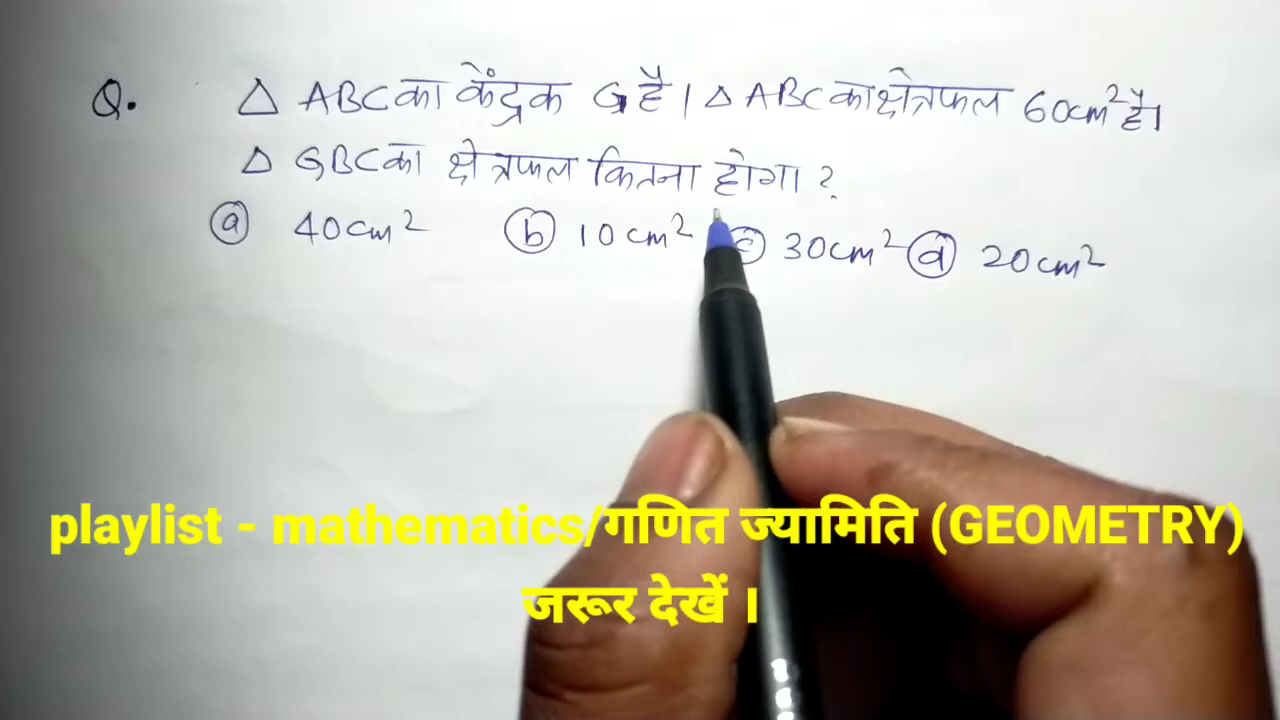 Q. △ ABC का केंद्रक G है। △ ABC का क्षेत्रफल 60cm² है।
△ GBC का क्षेत्रफल कितना होगा ?
(a) 40cm² (b) 10cm² (c) 30cm² (d) 20cm²
playlist - mathematics/गणित ज्यामिति (GEOMETRY)
जरूर देखें ।